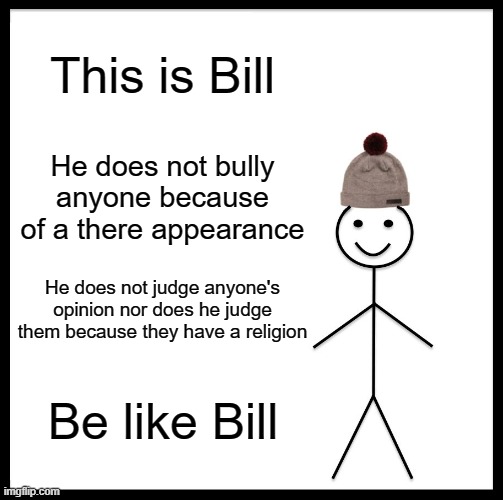 This is Bill
He does not bully
anyone because
of a there appearance
He does not judge anyone's
opinion nor does he judge
them because they have a religion
Be like Bill
imgflip.com